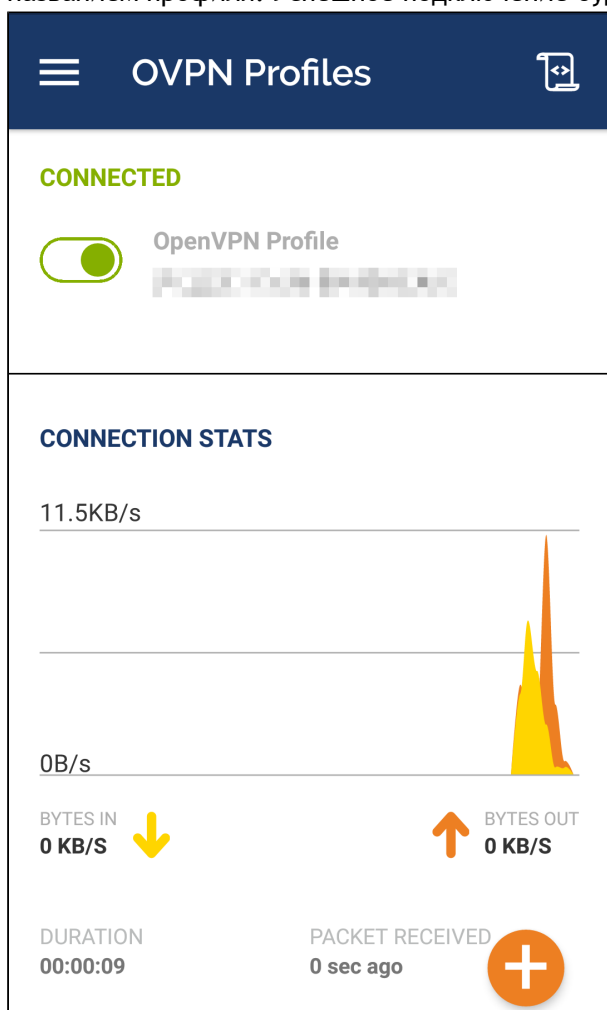 OVPN Profiles
CONNECTED
OpenVPN Profile
CONNECTION STATS
11.5KB/s
0B/s
BYTES IN
0 KB/S
BYTES OUT
0 KB/S
DURATION
00:00:09
PACKET RECEIVED
0 sec ago